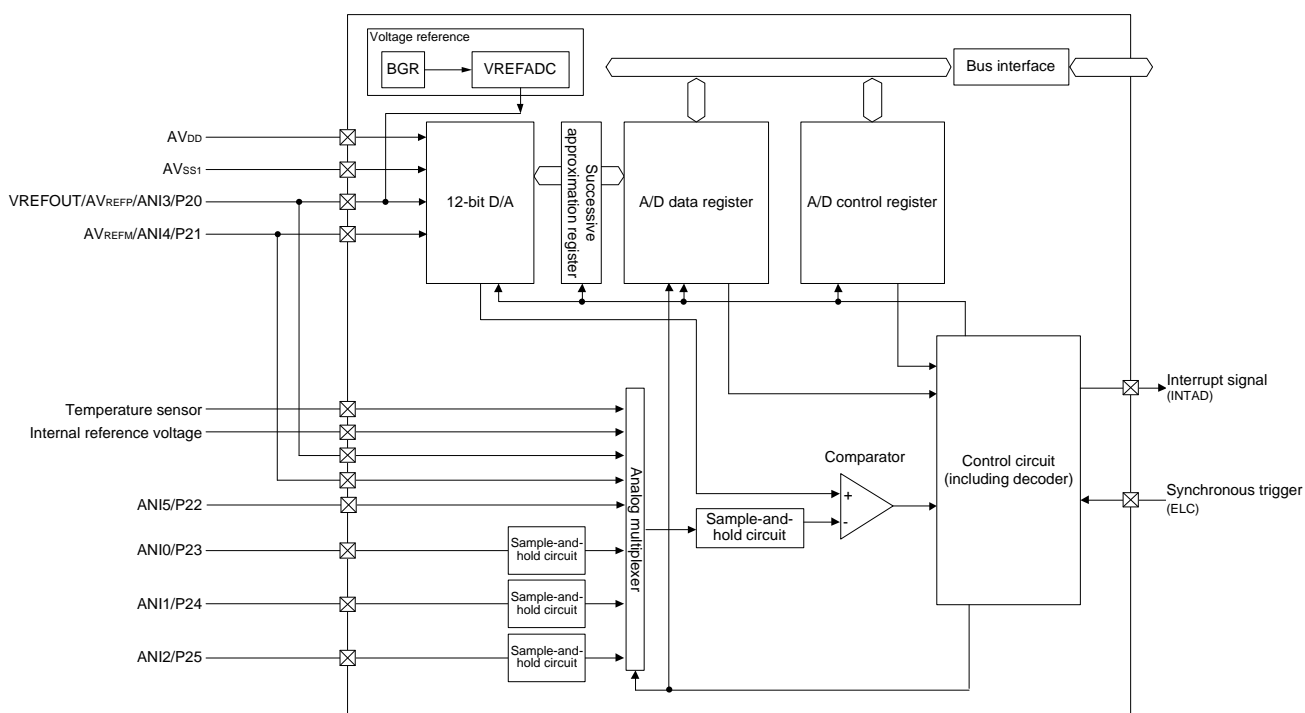 Voltage reference
BGR
VREFADC
Bus interface
AVDD
AVSS1
VREFOUT/AVREFP/ANI3/P20
AVREFM/ANI4/P21
12-bit D/A
Successive
approximation register
A/D data register
A/D control register
Temperature sensor
Internal reference voltage
ANI5/P22
ANI0/P23
ANI1/P24
ANI2/P25
Sample-and-
hold circuit
Sample-and-
hold circuit
Sample-and-
hold circuit
Analog multiplexer
Sample-and-
hold circuit
Comparator
+
-
Control circuit
(including decoder)
Interrupt signal
(INTAD)
Synchronous trigger
(ELC)